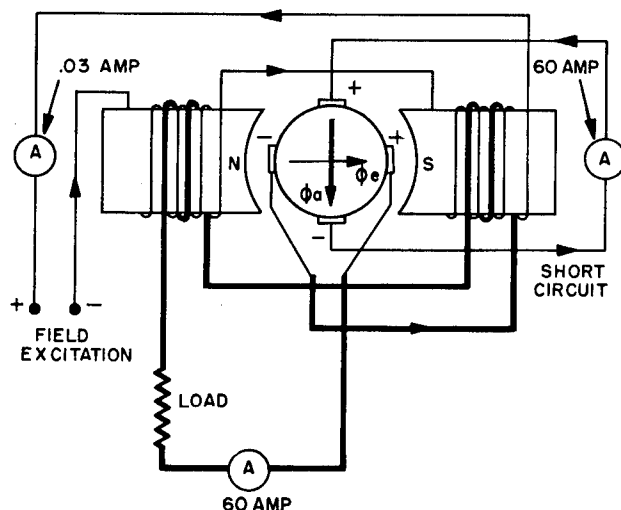 .03 AMP
60 AMP
A
A
+
-
+
-
N
S
ϕe
ϕa
+
-
FIELD
EXCITATION
SHORT
CIRCUIT
LOAD
A
60 AMP